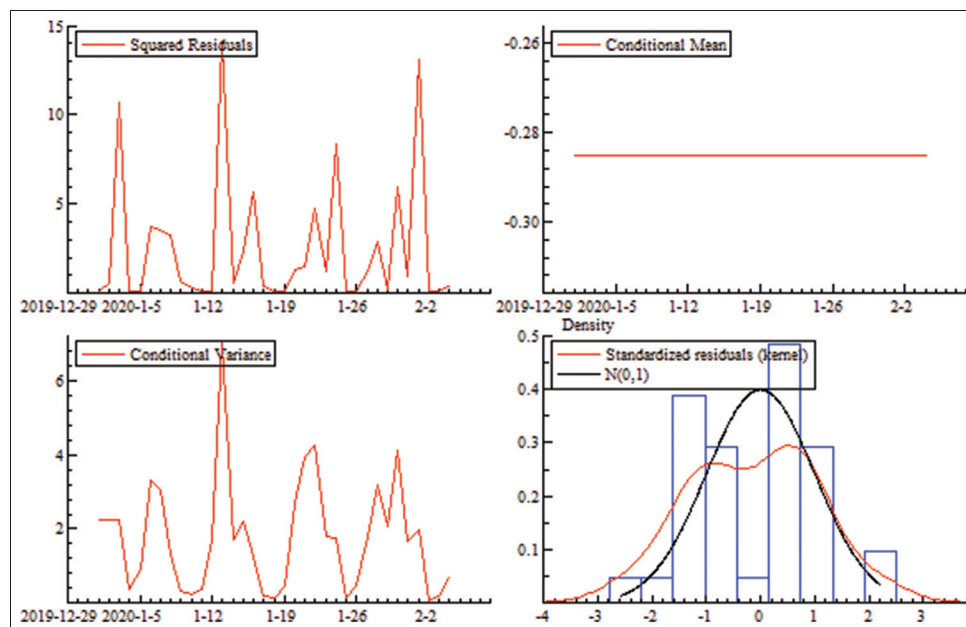 15
Squared Residuals
10
5
2019-12-29 2020-1-5 1-12 1-19 1-26 2-2
-0.26
Conditional Mean
-0.28
-0.30
2019-12-29 2020-1-5 1-12 1-19 1-26 2-2
Conditional Variance
6
4
2
2019-12-29 2020-1-5 1-12 1-19 1-26 2-2
Density
0.5
Standardized residuals (kernel)
N(0,1)
0.4
0.3
0.2
0.1
-4 -3 -2 -1 0 1 2 3